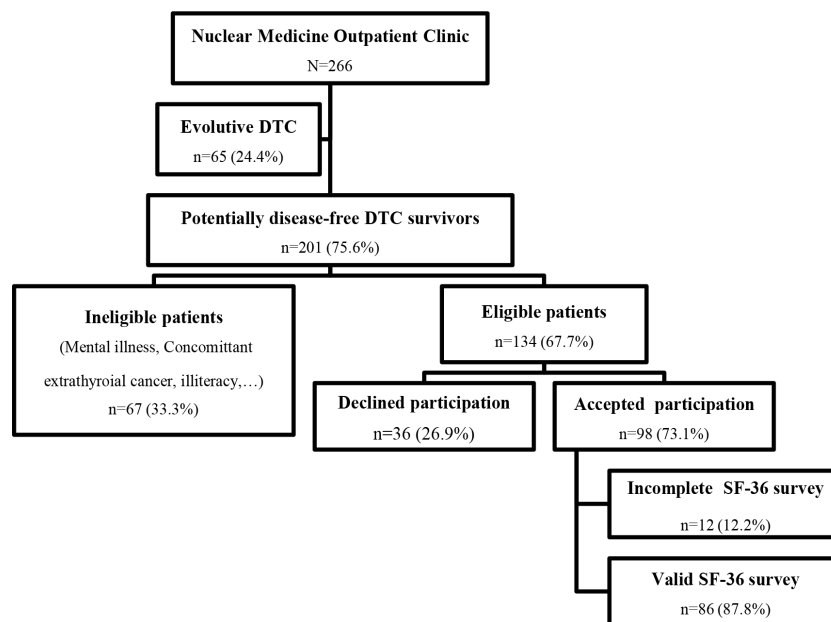 Nuclear Medicine Outpatient Clinic
N=266
Evolutive DTC
n=65 (24.4%)
Potentially disease-free DTC survivors
n=201 (75.6%)
Ineligible patients
(Mental illness, Concomittant
extrathyroial cancer, illiteracy,…)
n=67 (33.3%)
Eligible patients
n=134 (67.7%)
Declined participation
n=36 (26.9%)
Accepted participation
n=98 (73.1%)
Incomplete SF-36 survey
n=12 (12.2%)
Valid SF-36 survey
n=86 (87.8%)